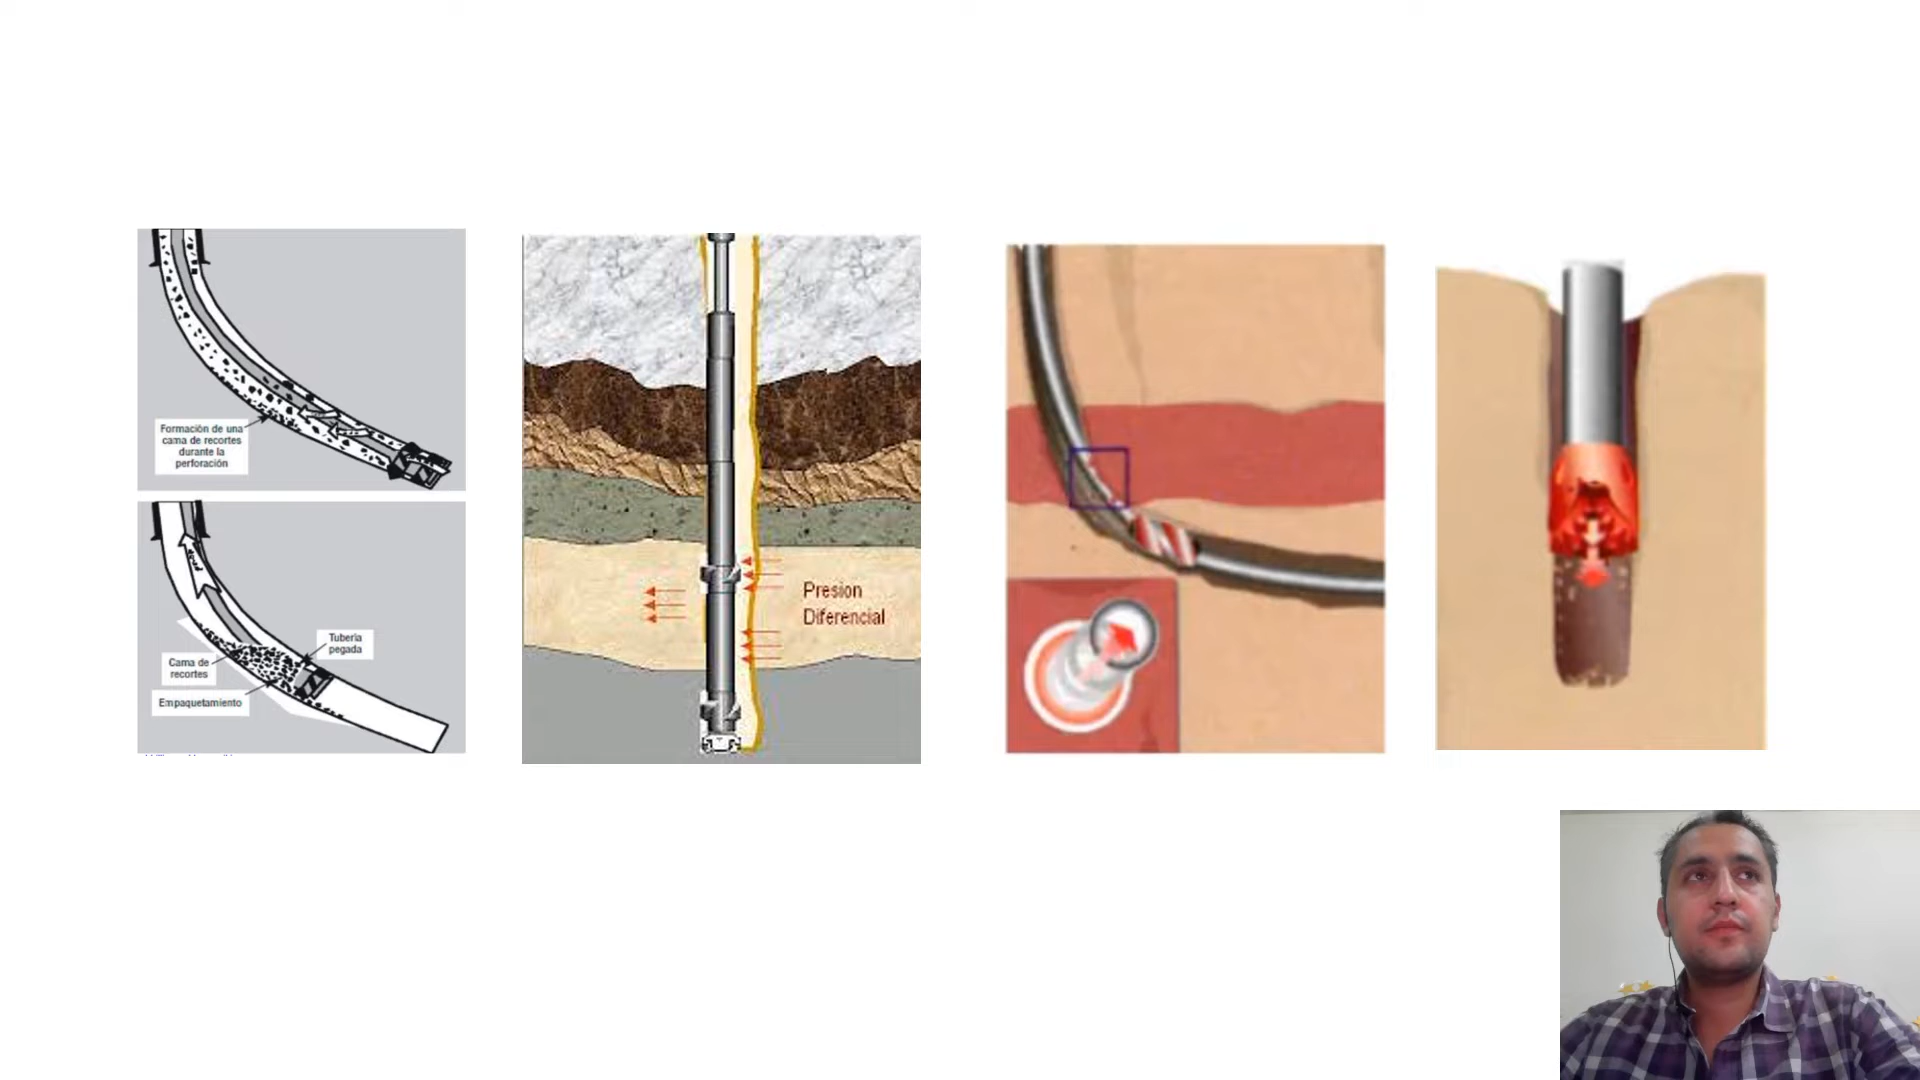 Formación de una
cama de recortes
durante la
perforación
Tubería
pegada
Cama de
recortes
Empaquetamiento
Presion
Diferencial